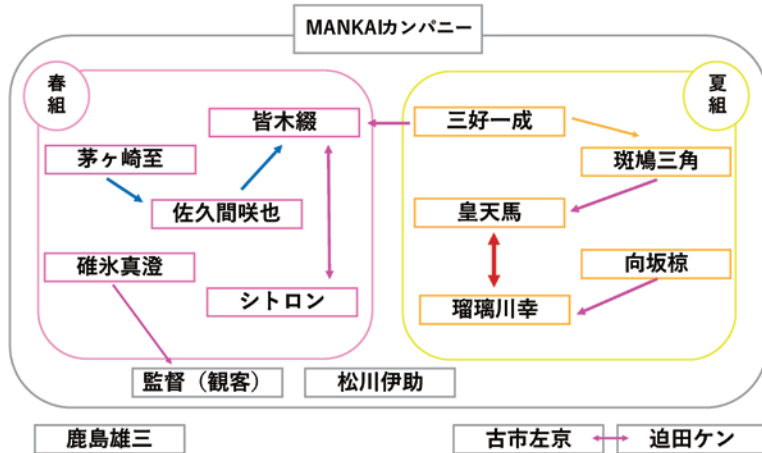 MANKAIカンパニー
春
組
夏
組
皆木綴
三好一成
茅ヶ崎至
斑鳩三角
佐久間咲也
皇天馬
碓氷真澄
向坂椋
シトロン
瑠璃川幸
監督（観客）
松川伊助
鹿島雄三
古市左京
迫田ケン